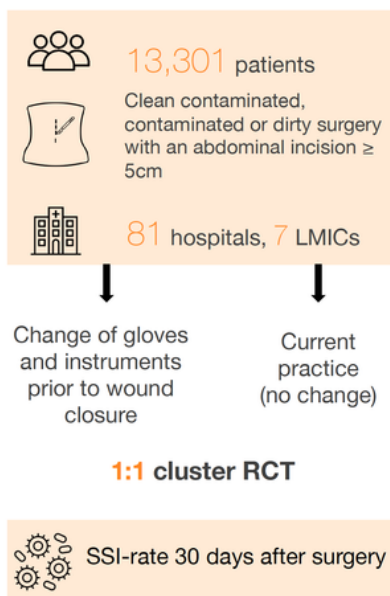 13,301 patients
Clean contaminated,
contaminated or dirty surgery
with an abdominal incision ≥
5cm
81 hospitals, 7 LMICs
Change of gloves
and instruments
prior to wound
closure
Current
practice
(no change)
1:1 cluster RCT
SSI-rate 30 days after surgery